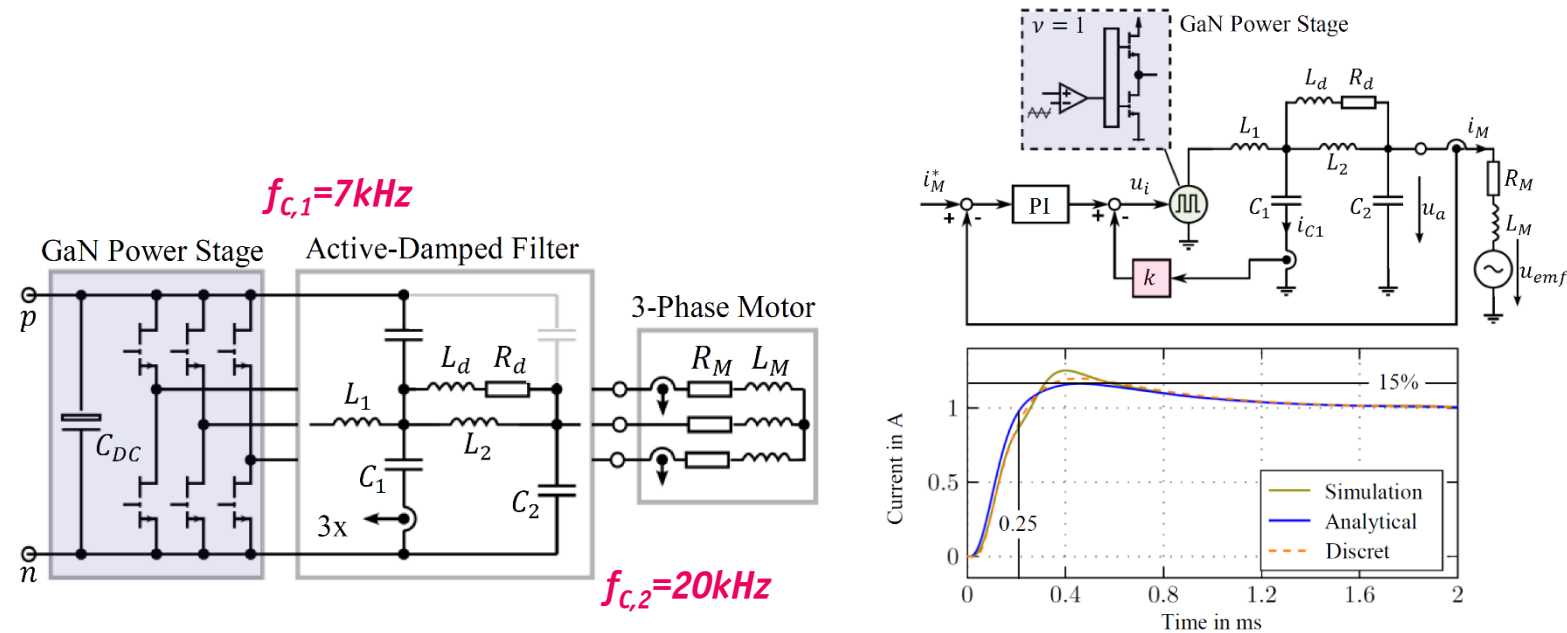 f_{C,1}=7kHz
GaN Power Stage
Active-Damped Filter
3-Phase Motor
p
n
C_{DC}
L_1
L_d
R_d
L_2
C_1
3x
C_2
R_M
L_M
f_{C,2}=20kHz
ν = 1
GaN Power Stage
L_d
R_d
L_1
L_2
i_M
i_M^*
+
-
PI
+
-
u_i
C_1
i_{C1}
C_2
u_a
R_M
L_M
u_{emf}
k
Current in A
1
0.5
0
15%
0.25
Simulation
Analytical
Discret
0
0.4
0.8
1.2
1.6
2
Time in ms